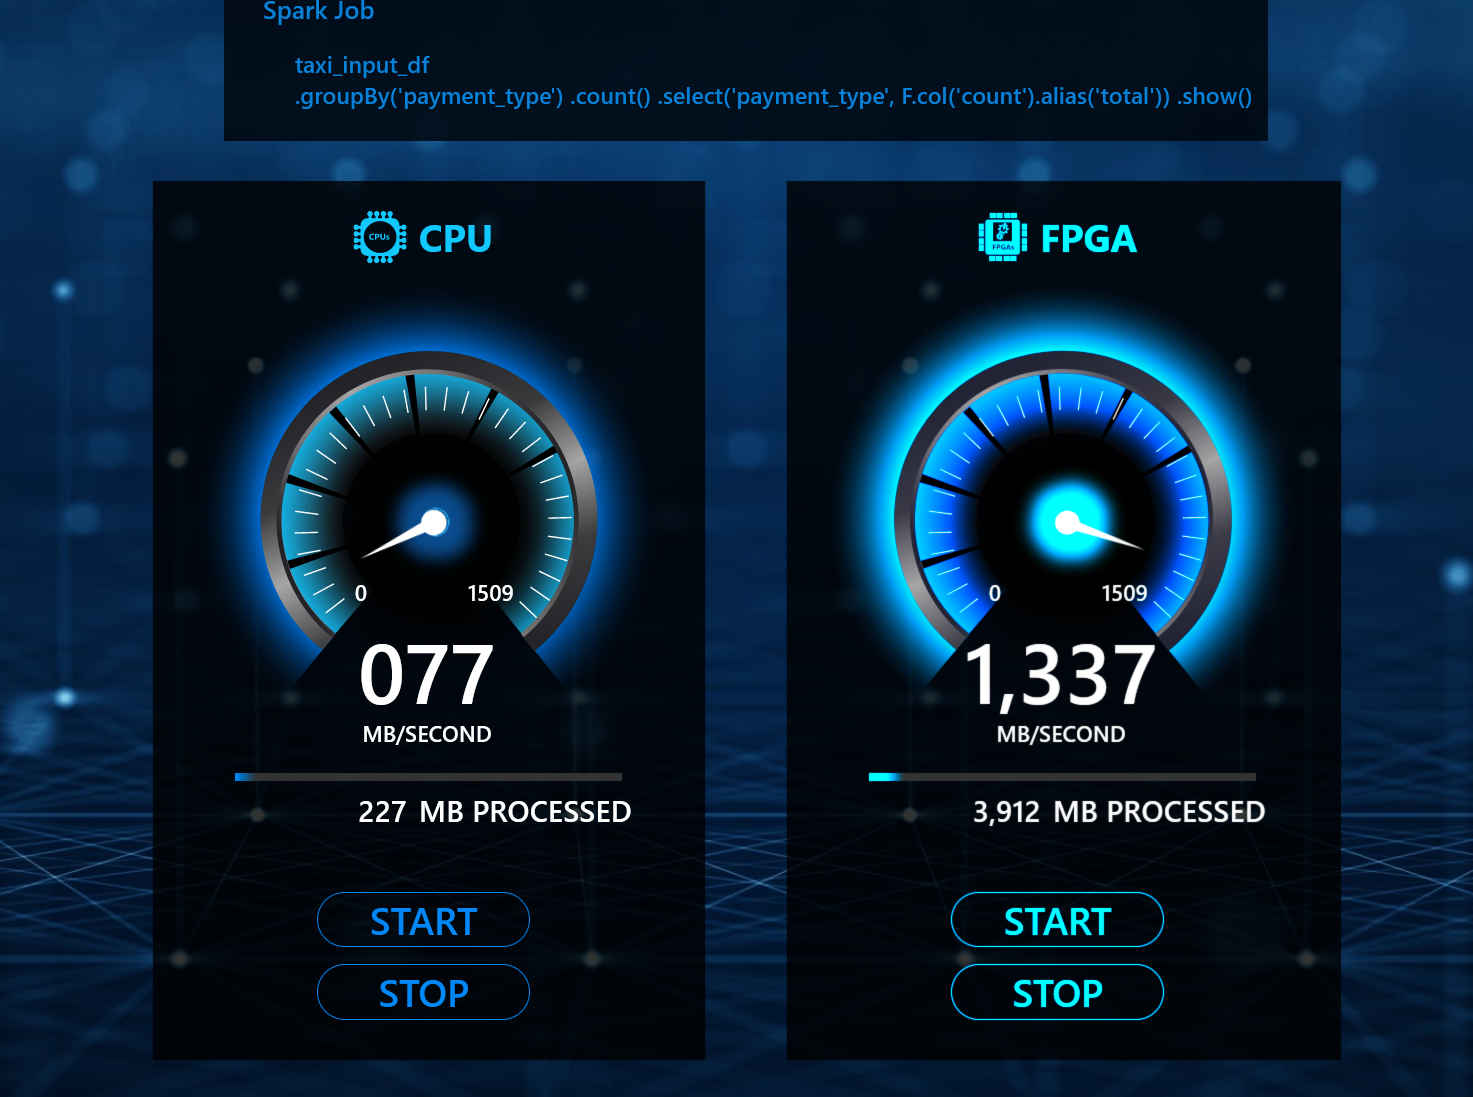 Spark Job
taxi_input_df
.groupBy('payment_type') .count() .select('payment_type', F.col('count').alias('total')) .show()
CPUs
CPU
FPGAs
FPGA
0
1509
0
1509
077
1,337
MB/SECOND
MB/SECOND
227 MB PROCESSED
3,912 MB PROCESSED
START
START
STOP
STOP